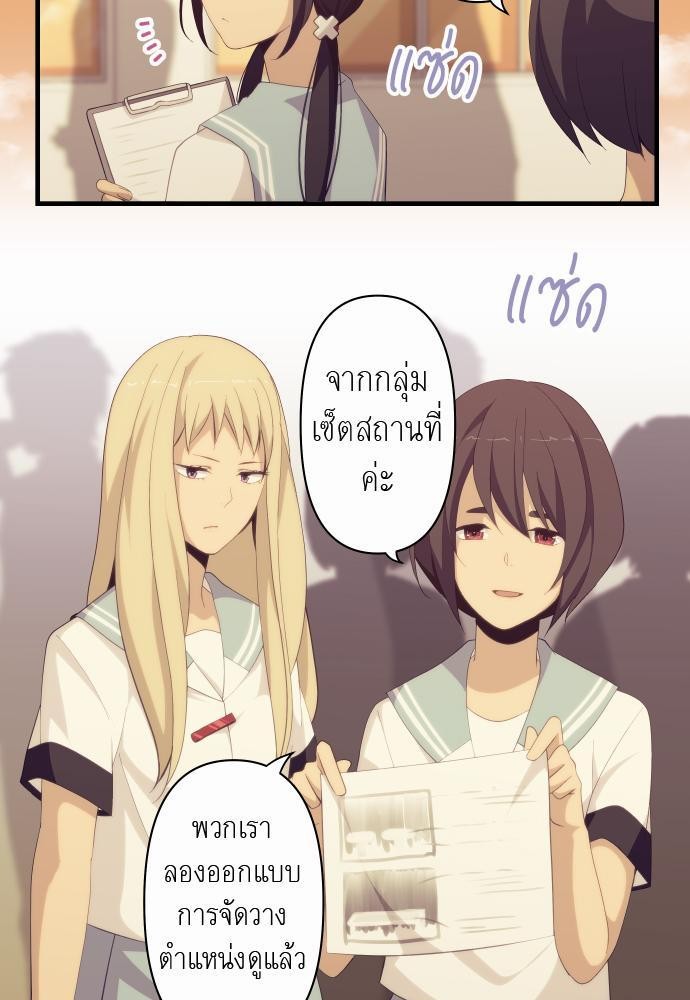 แซ่ด
แซ่ด
จากกลุ่ม
เซ็ตสถานที่
ค่ะ
พวกเรา
ลองออกแบบ
การจัดวาง
ตำแหน่งดูแล้ว